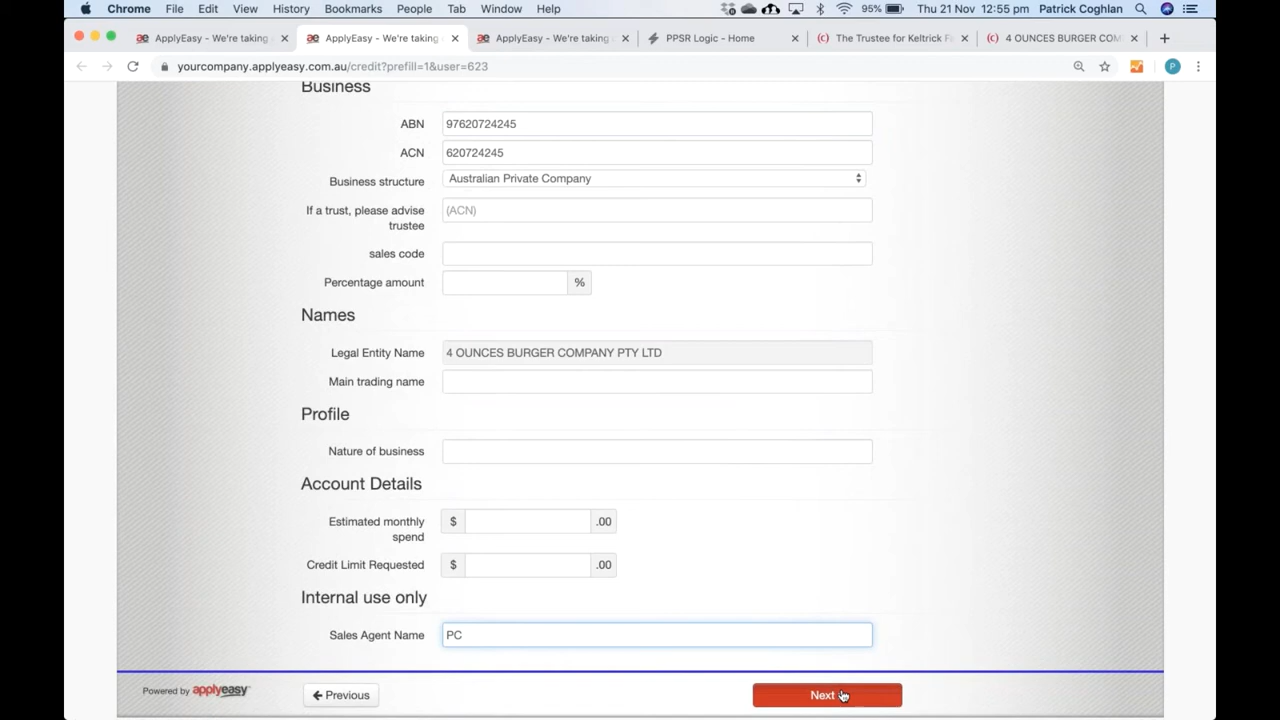 Chrome File Edit View History Bookmarks People Tab Window Help 95% Thu 21 Nov 12:55 pm Patrick Coghlan
ApplyEasy - We're taking ApplyEasy - We're taking ApplyEasy - We're taking PPSR Logic - Home The Trustee for Keltrick Fa 4 OUNCES BURGER COM
yourcompany.applyeasy.com.au/credit?prefill=1&user=623 P
Business
ABN 97620724245
ACN 620724245
Business structure Australian Private Company
If a trust, please advise (ACN)
trustee
sales code
Percentage amount %
Names
Legal Entity Name 4 OUNCES BURGER COMPANY PTY LTD
Main trading name
Profile
Nature of business
Account Details
Estimated monthly $ .00
spend
Credit Limit Requested $ .00
Internal use only
Sales Agent Name PC
Powered by applyeasy Previous Next